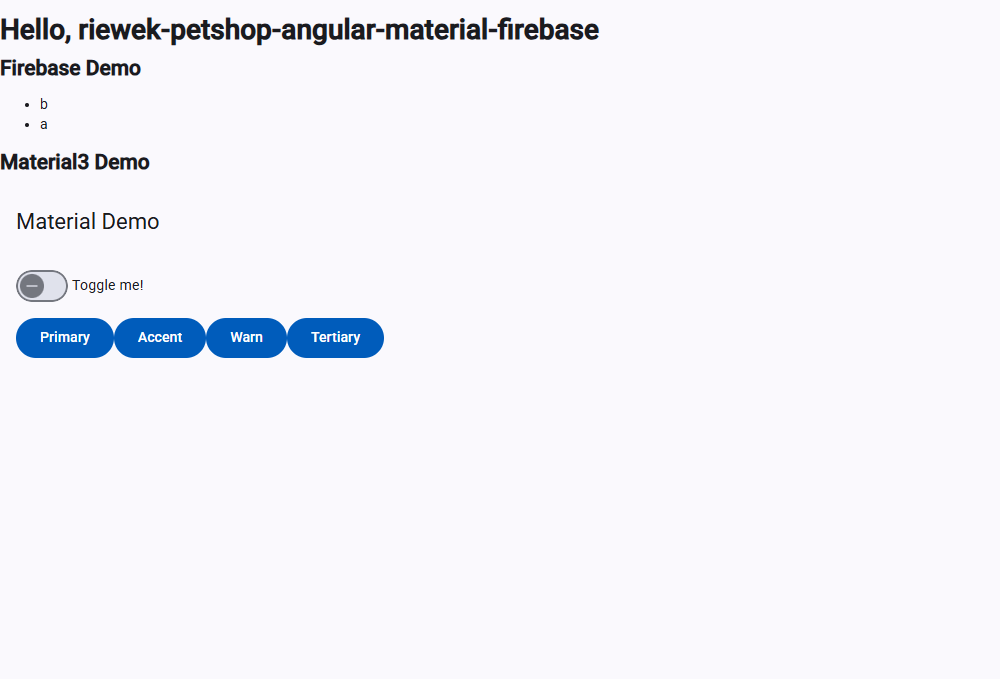 Hello, riewek-petshop-angular-material-firebase
Firebase Demo
b
a
Material3 Demo
Material Demo
Toggle me!
Primary Accent Warn Tertiary